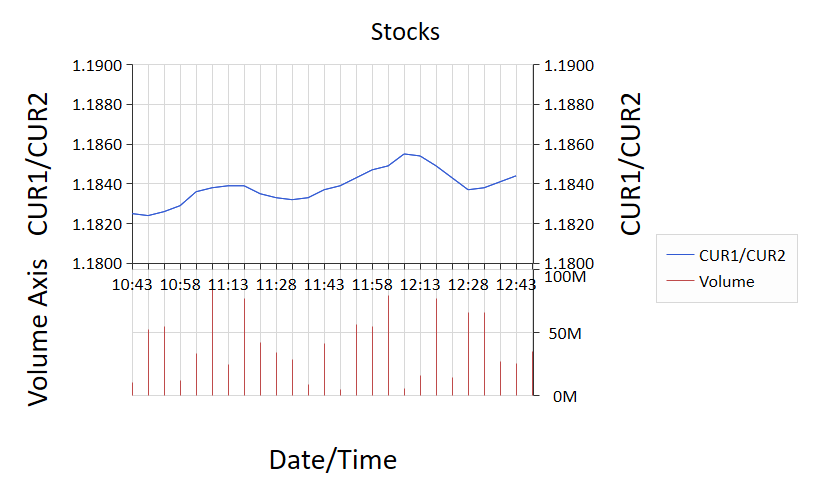 Stocks
1.1900
1.1880
1.1860
1.1840
1.1820
1.1800
CUR1/CUR2
1.1900
1.1880
1.1860
1.1840
1.1820
1.1800
CUR1/CUR2
10:43 10:58 11:13 11:28 11:43 11:58 12:13 12:28 12:43
Volume Axis
100M
50M
0M
Date/Time
CUR1/CUR2
Volume